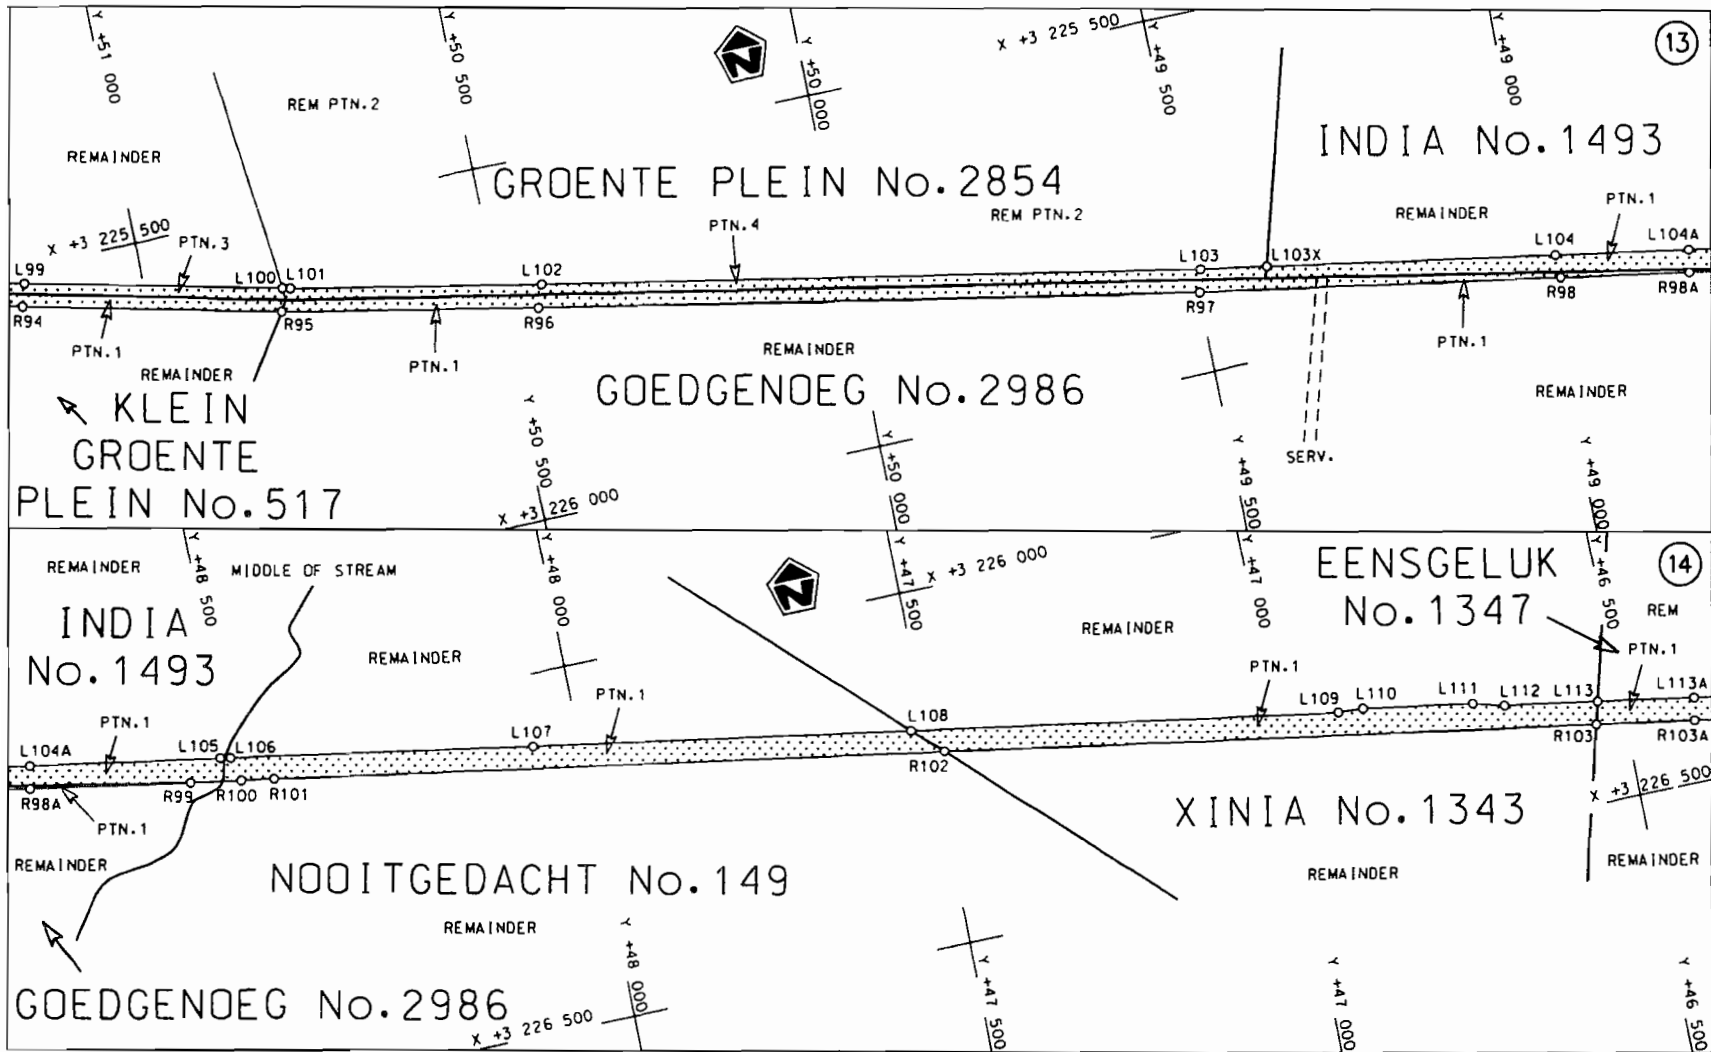 Y +51 000
Y +50 500
Y +50 000
X +3 225 500
Y +49 500
Y +49 000
13
N
REM PTN.2
REMAINDER
INDIA No.1493
GROENTE PLEIN No.2854
REM PTN.2
REMAINDER
PTN.1
X +3 225 500
PTN.3
PTN.4
L99
L100
L101
L102
L103
L103X
L104
L104A
R94
R95
R96
R97
R98
R98A
PTN.1
PTN.1
PTN.1
REMAINDER
REMAINDER
REMAINDER
KLEIN
GROENTE
PLEIN No.517
GOEDGENOEG No.2986
SERV.
Y +50 500
X +3 226 000
Y +50 000
Y +49 500
Y +49 000
REMAINDER
Y +48 500
MIDDLE OF STREAM
Y +48 000
N
Y +47 500
X +3 226 000
Y +47 000
EENSGELUK
No.1347
Y +46 500
14
REM
INDIA
No.1493
REMAINDER
REMAINDER
PTN.1
PTN.1
PTN.1
PTN.1
L104A
L105
L106
L107
L108
L109
L110
L111
L112
L113
L113A
R98A
R99
R100
R101
R102
R103
R103A
PTN.1
X +3 226 500
XINIA No.1343
REMAINDER
NOOITGEDACHT No.149
REMAINDER
REMAINDER
REMAINDER
GOEDGENOEG No.2986
X +3 226 500
Y +48 000
Y +47 500
Y +47 000
Y +46 500